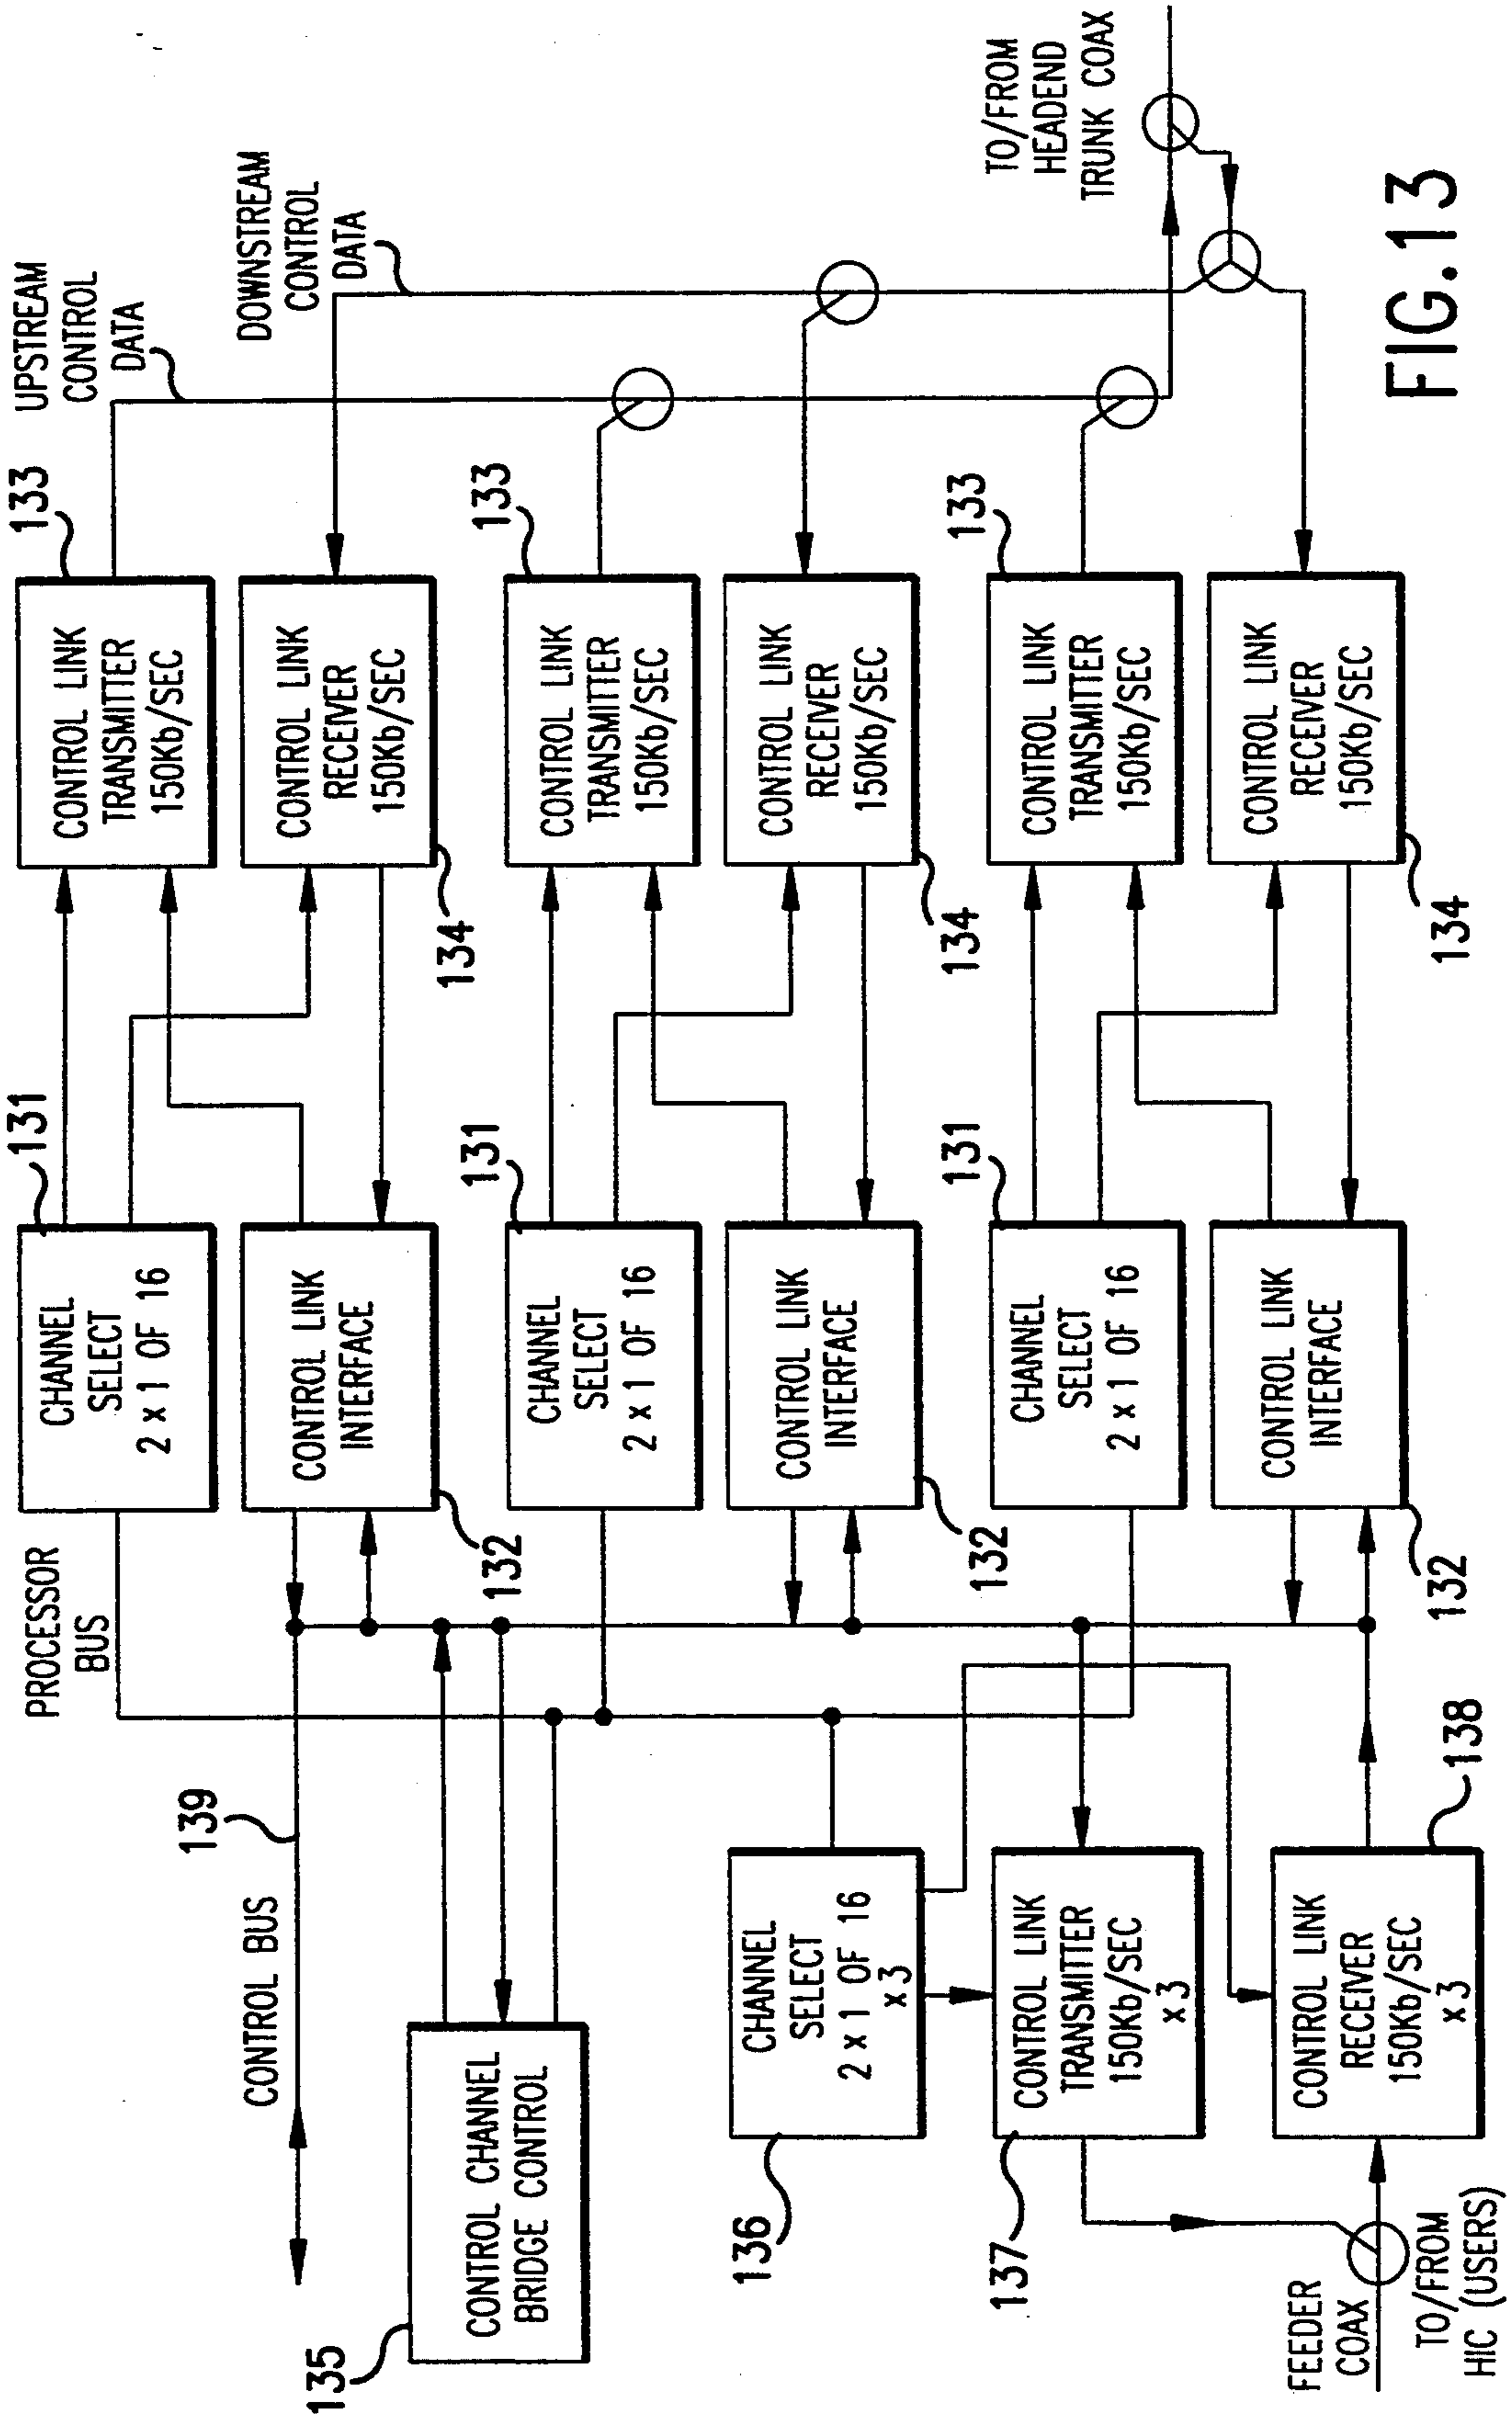 UPSTREAM
CONTROL
DATA
DOWNSTREAM
CONTROL
DATA
TO/FROM
HEADEND
TRUNK COAX
133
CONTROL LINK
TRANSMITTER
150Kb/SEC
CONTROL LINK
RECEIVER
150Kb/SEC
134
133
CONTROL LINK
TRANSMITTER
150Kb/SEC
CONTROL LINK
RECEIVER
150Kb/SEC
134
133
CONTROL LINK
TRANSMITTER
150Kb/SEC
CONTROL LINK
RECEIVER
150Kb/SEC
134
131
CHANNEL
SELECT
2 x 1 OF 16
CONTROL LINK
INTERFACE
132
131
CHANNEL
SELECT
2 x 1 OF 16
CONTROL LINK
INTERFACE
132
131
CHANNEL
SELECT
2 x 1 OF 16
CONTROL LINK
INTERFACE
132
PROCESSOR
BUS
139
CONTROL BUS
CONTROL CHANNEL
BRIDGE CONTROL
135
CHANNEL
SELECT
2 x 1 OF 16
x 3
136
CONTROL LINK
TRANSMITTER
150Kb/SEC
x 3
137
CONTROL LINK
RECEIVER
150Kb/SEC
x 3
138
FEEDER
COAX
TO/FROM
HIC (USERS)
FIG.13